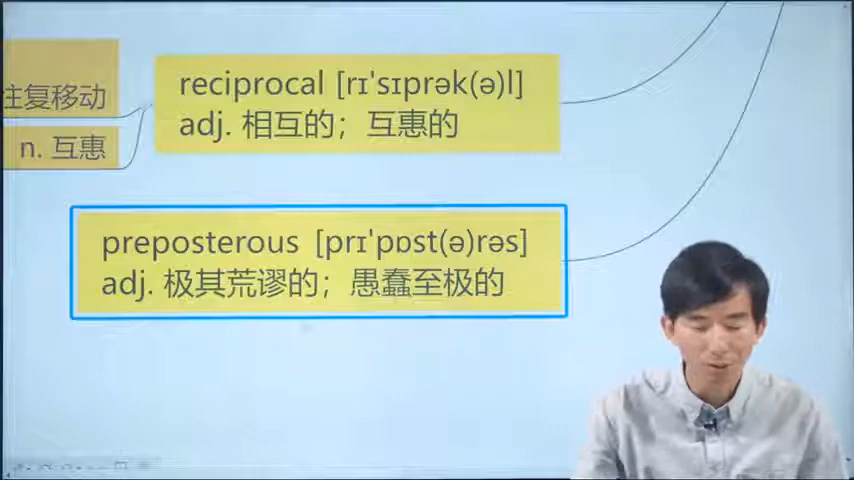 往复移动
n. 互惠
reciprocal [rɪˈsɪprək(ə)l]
adj. 相互的；互惠的
preposterous [prɪˈpɒst(ə)rəs]
adj. 极其荒谬的；愚蠢至极的